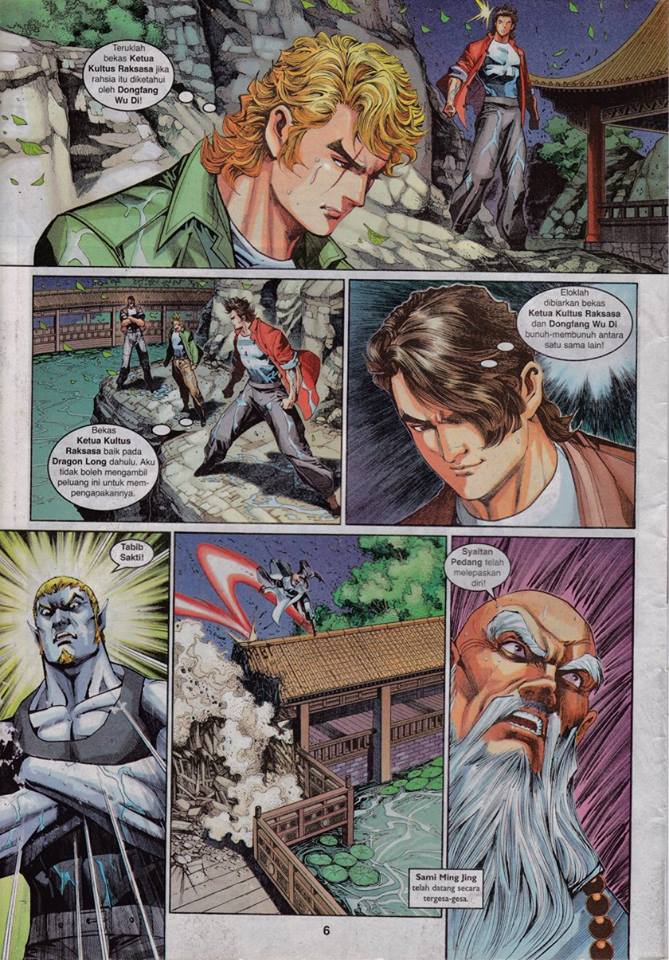 Teruklah
bekas Ketua
Kultus Raksasa jika
rahsia itu diketahui
oleh Dongfang
Wu Di!
Bekas
Ketua Kultus
Raksasa baik pada
Dragon Long dahulu. Aku
tidak boleh mengambil
peluang ini untuk mem-
pengapakannya.
Eloklah
dibiarkan bekas
Ketua Kultus Raksasa
dan Dongfang Wu Di
bunuh-membunuh antara
satu sama lain!
Tabib
Sakti!
Syaitan
Pedang telah
melepaskan
diri!
Sami Ming Jing
telah datang secara
tergesa-gesa.
6